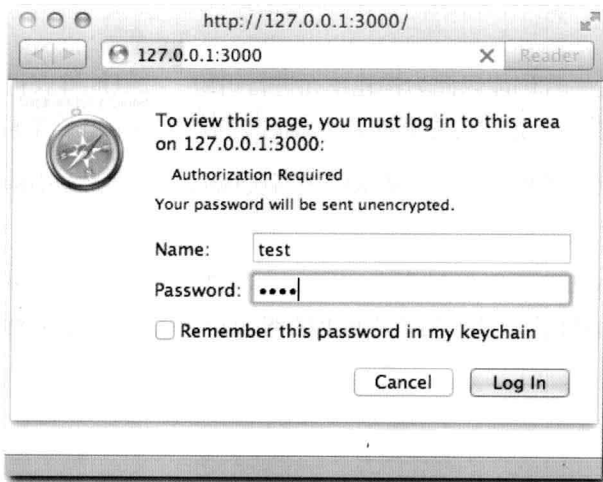 http://127.0.0.1:3000/
127.0.0.1:3000
Reader
To view this page, you must log in to this area
on 127.0.0.1:3000:
Authorization Required
Your password will be sent unencrypted.
Name: test
Password: ••••
Remember this password in my keychain
Cancel Log In